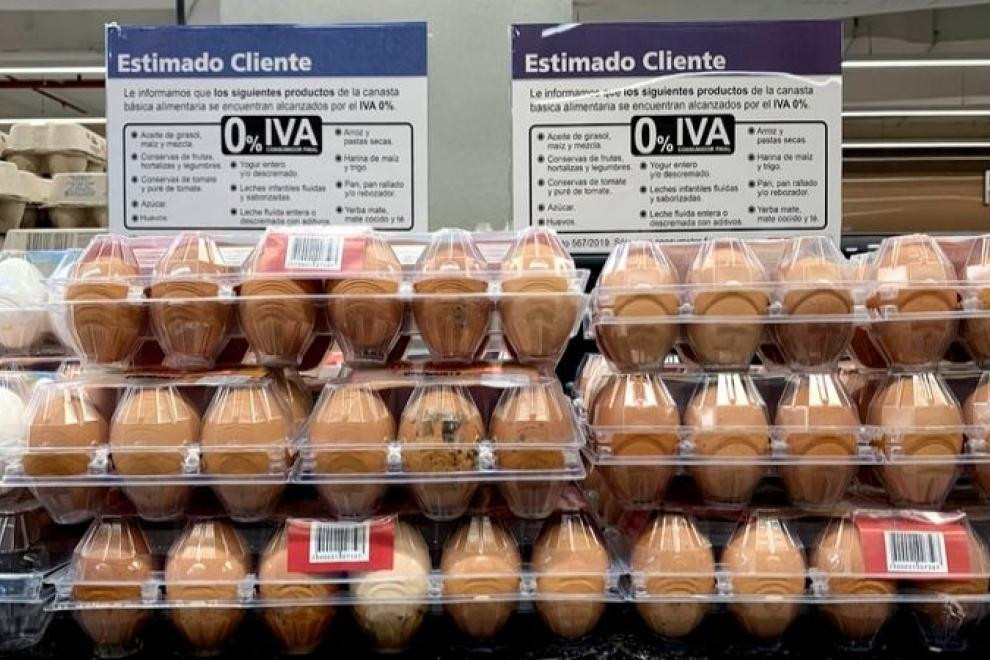 Estimado Cliente
Le informamos que los siguientes productos de la canasta
básica alimentaria se encuentran alcanzados por el IVA 0%.
0% IVA
CONSUMIDOR FINAL
Aceite de girasol,
maíz y mezcla.
Conservas de frutas,
hortalizas y legumbres.
Conservas de tomate
y puré de tomate.
Azúcar.
Huevos.
Yogur entero
y/o descremado.
Leches infantiles fluidas
y saborizadas.
Leche fluida entera o
descremada con aditivos.
Arroz y
pastas secas.
Harina de maíz
y trigo.
Pan, pan rallado
y/o rebozador.
Yerba mate,
mate cocido y té.
Estimado Cliente
Le informamos que los siguientes productos de la canasta
básica alimentaria se encuentran alcanzados por el IVA 0%.
0% IVA
CONSUMIDOR FINAL
Aceite de girasol,
maíz y mezcla.
Conservas de frutas,
hortalizas y legumbres.
Conservas de tomate
y puré de tomate.
Azúcar.
Huevos.
Yogur entero
y/o descremado.
Leches infantiles fluidas
y saborizadas.
Leche fluida entera o
descremada con aditivos.
Arroz y
pastas secas.
Harina de maíz
y trigo.
Pan, pan rallado
y/o rebozador.
Yerba mate,
mate cocido y té.
567/2019.